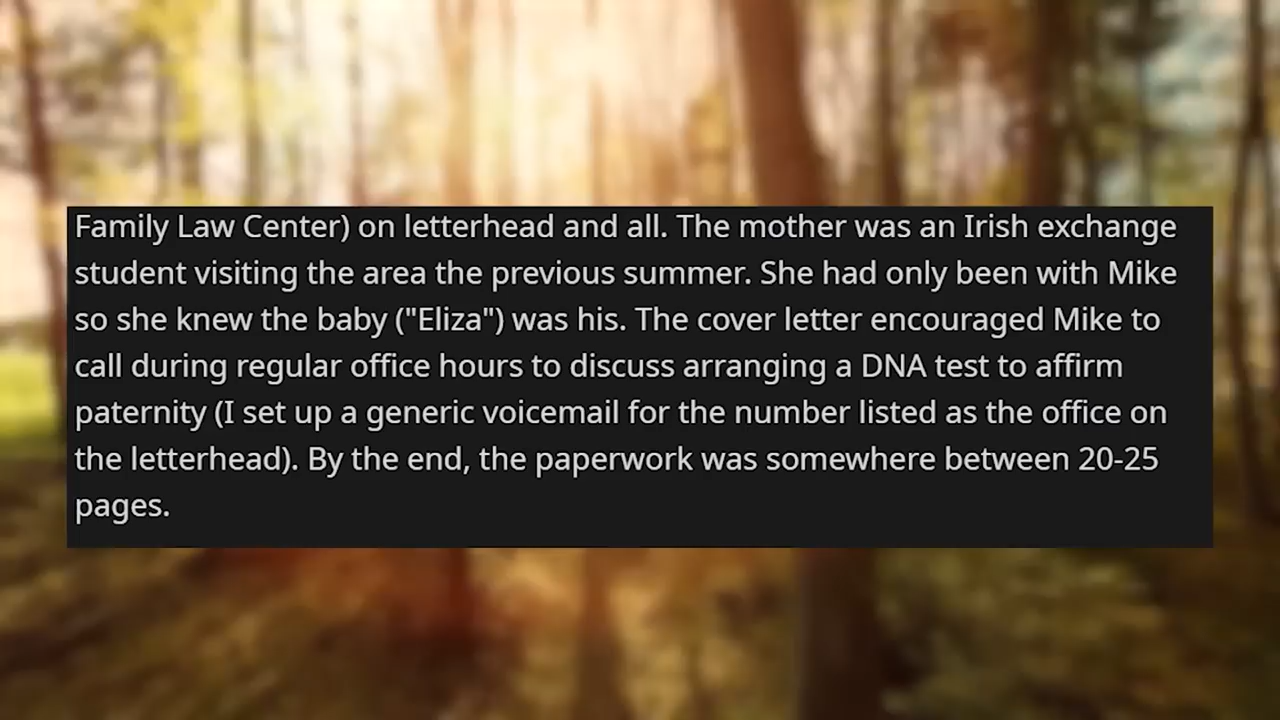 Family Law Center) on letterhead and all. The mother was an Irish exchange
student visiting the area the previous summer. She had only been with Mike
so she knew the baby ("Eliza") was his. The cover letter encouraged Mike to
call during regular office hours to discuss arranging a DNA test to affirm
paternity (I set up a generic voicemail for the number listed as the office on
the letterhead). By the end, the paperwork was somewhere between 20-25
pages.